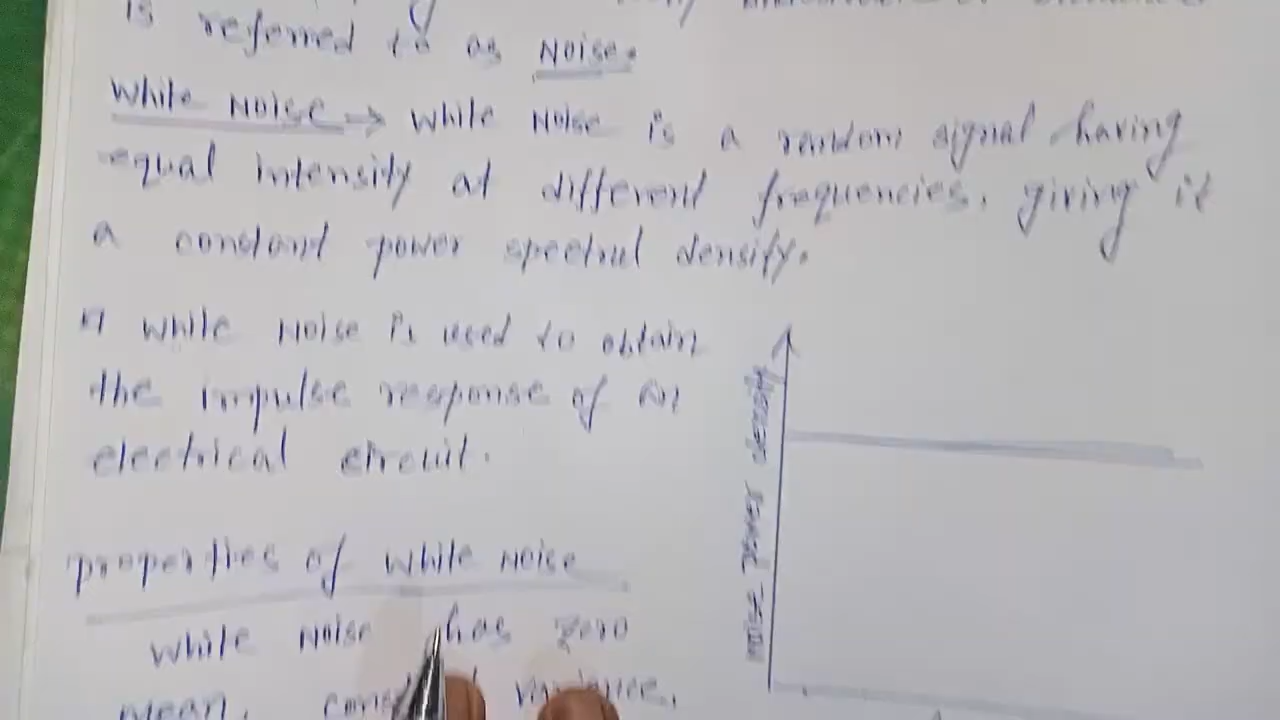 is referred to as Noise.
White Noise → White Noise is a random signal having
equal intensity at different frequencies, giving it
a constant power spectral density.
White Noise is used to obtain
the impulse response of an
electrical circuit.
Noise power density
properties of White Noise
White Noise has zero
mean, variance,